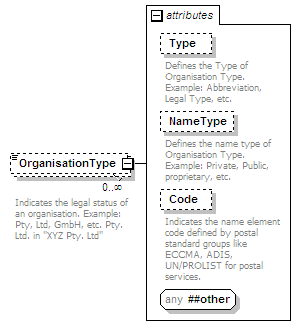 attributes
Type
Defines the Type of
Organisation Type.
Example: Abbreviation,
Legal Type, etc.
NameType
Defines the name type of
Organisation Type.
Example: Private, Public,
proprietary, etc.
OrganisationType
0..∞
Indicates the legal status of
an organisation. Example:
Pty, Ltd, GmbH, etc. Pty.
Ltd. in "XYZ Pty. Ltd"
Code
Indicates the name element
code defined by postal
standard groups like
ECCMA, ADIS,
UN/PROLIST for postal
services.
any ##other